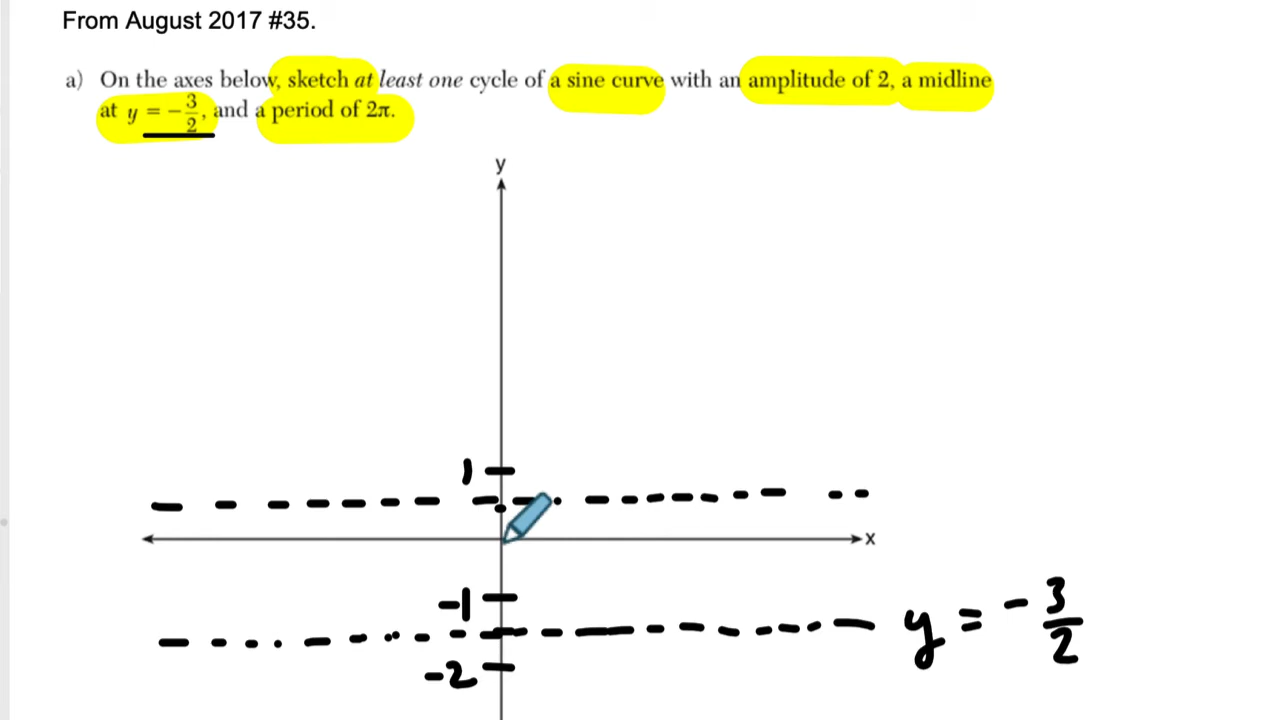 From August 2017 #35.
a) On the axes below, sketch at least one cycle of a sine curve with an amplitude of 2, a midline
at y = -3/2, and a period of 2π.
y
1
x
-1
y = -3/2
-2